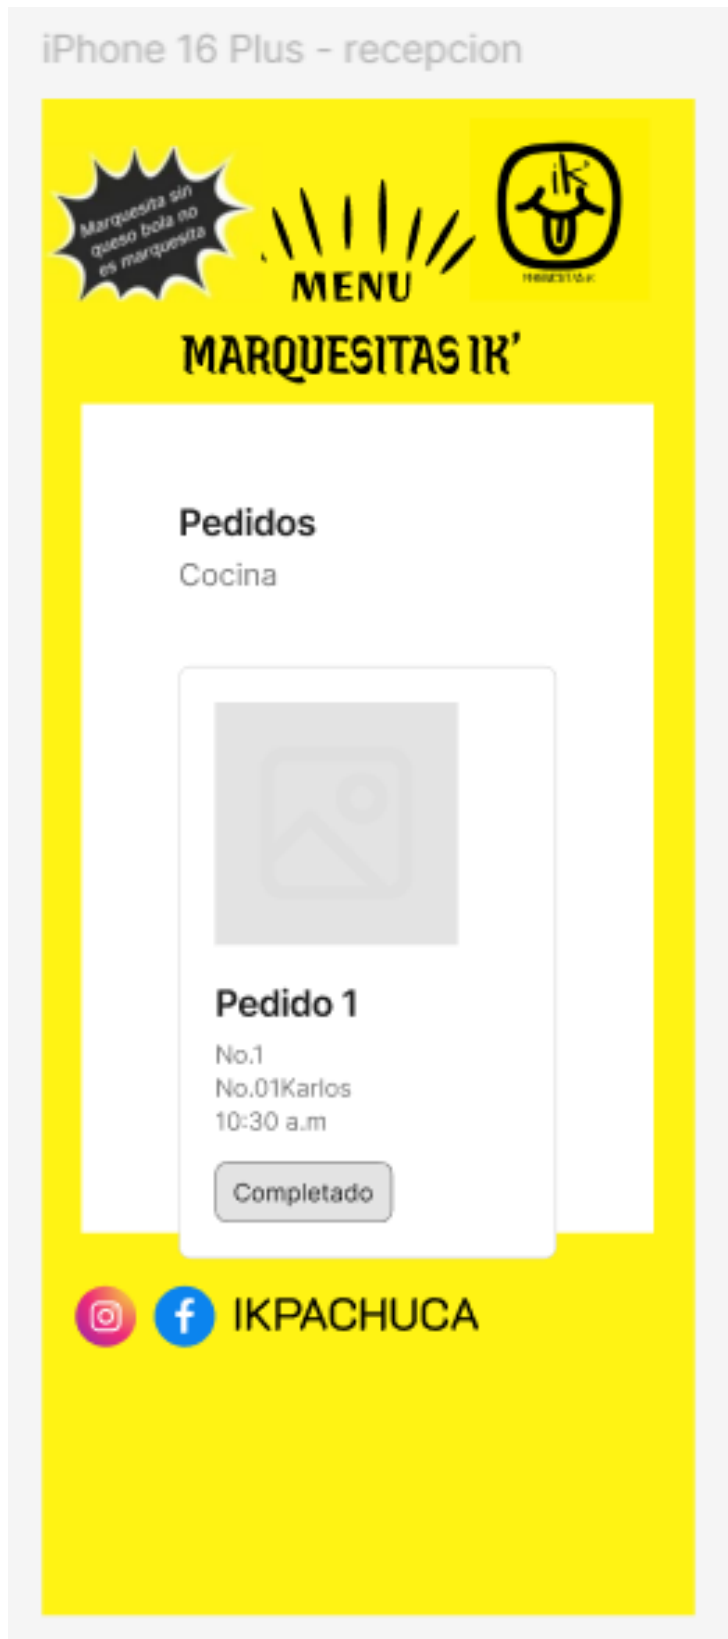 iPhone 16 Plus - recepcion
Marquesita sin
queso bola no
es marquesita
MENU
ik'
MARQUESITAS IK'
Pedidos
Cocina
Pedido 1
No.1
No.01Karlos
10:30 a.m
Completado
IKPACHUCA